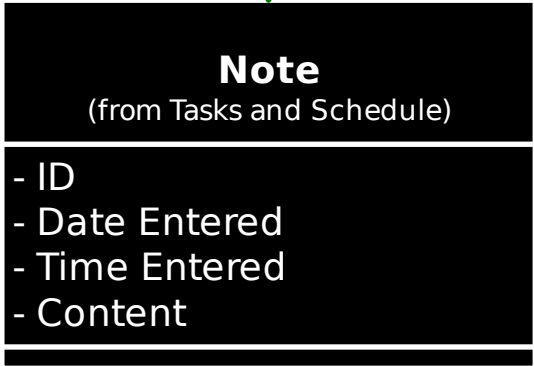 Note
(from Tasks and Schedule)
- ID
- Date Entered
- Time Entered
- Content